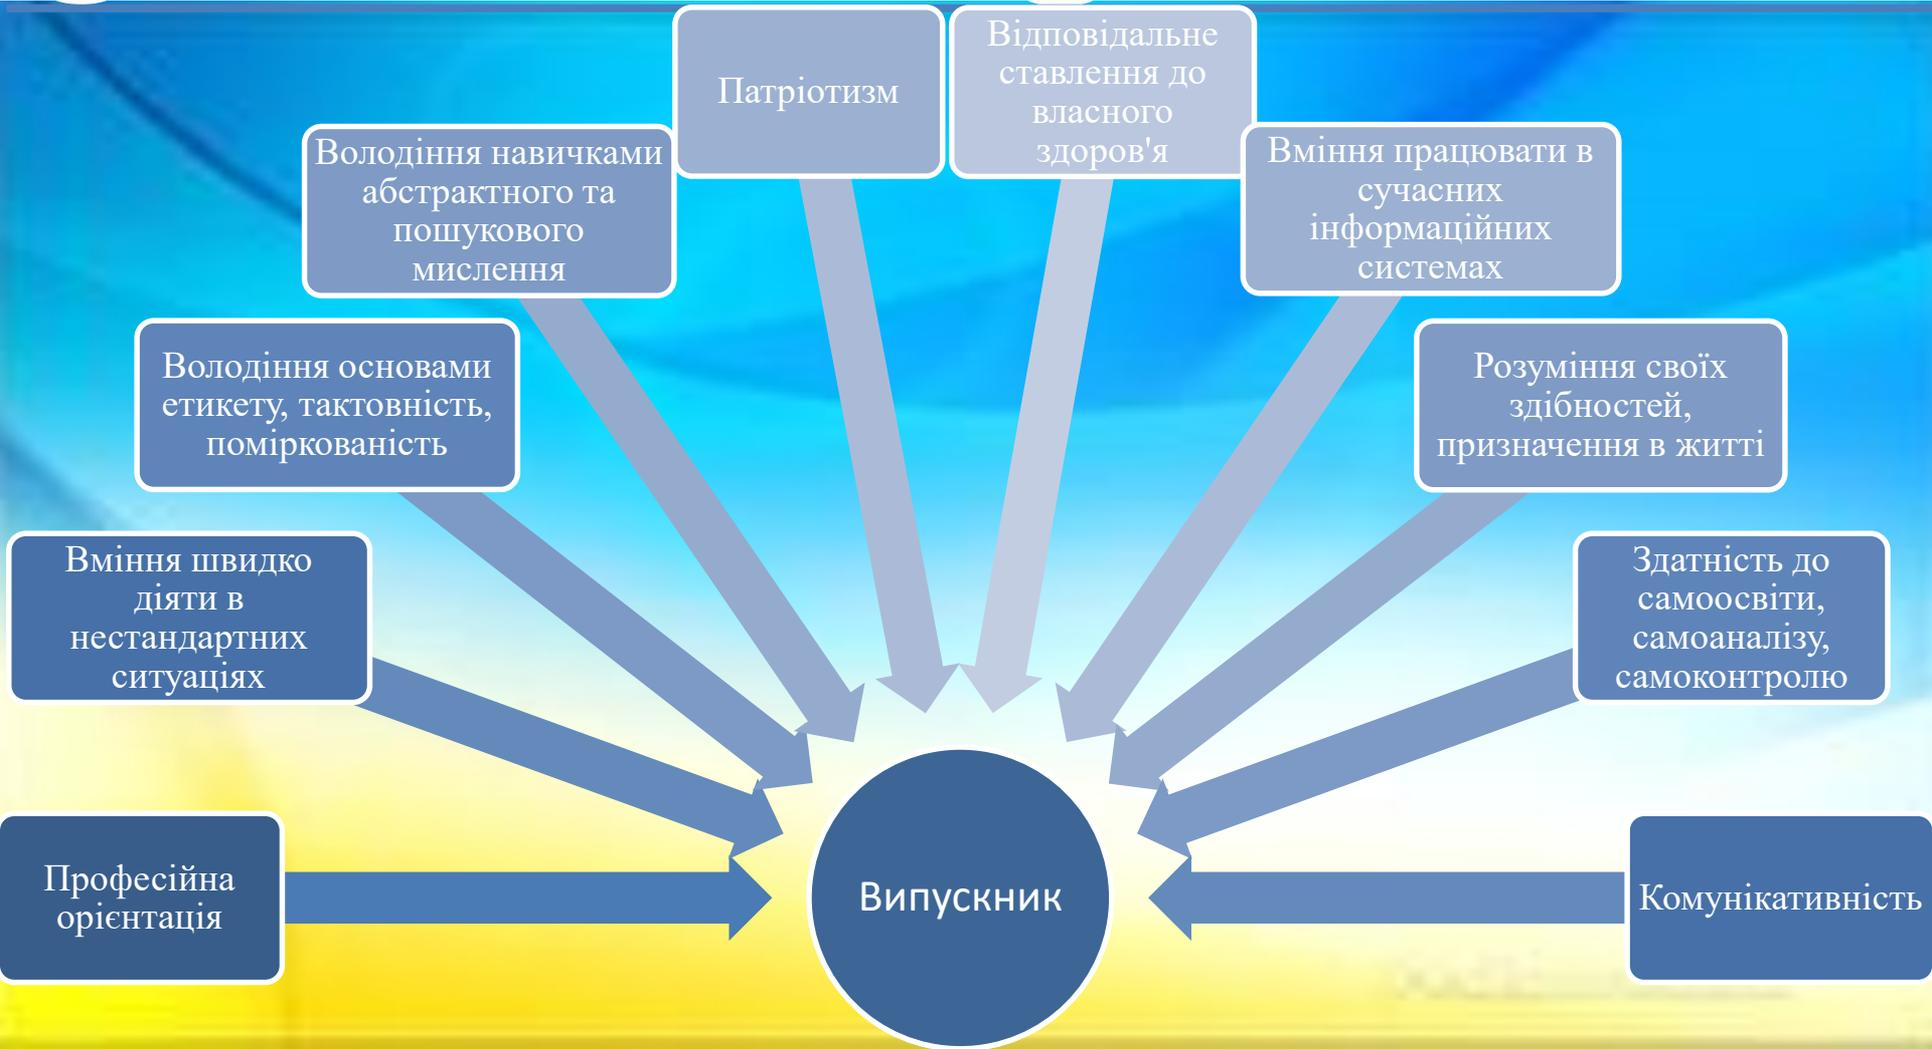 Патріотизм
Відповідальне
ставлення до
власного
здоров'я
Володіння навичками
абстрактного та
пошукового
мислення
Вміння працювати в
сучасних
інформаційних
системах
Володіння основами
етикету, тактовність,
поміркованість
Розуміння своїх
здібностей,
призначення в житті
Вміння швидко
діяти в
нестандартних
ситуаціях
Здатність до
самоосвіти,
самоаналізу,
самоконтролю
Професійна
орієнтація
Випускник
Комунікативність